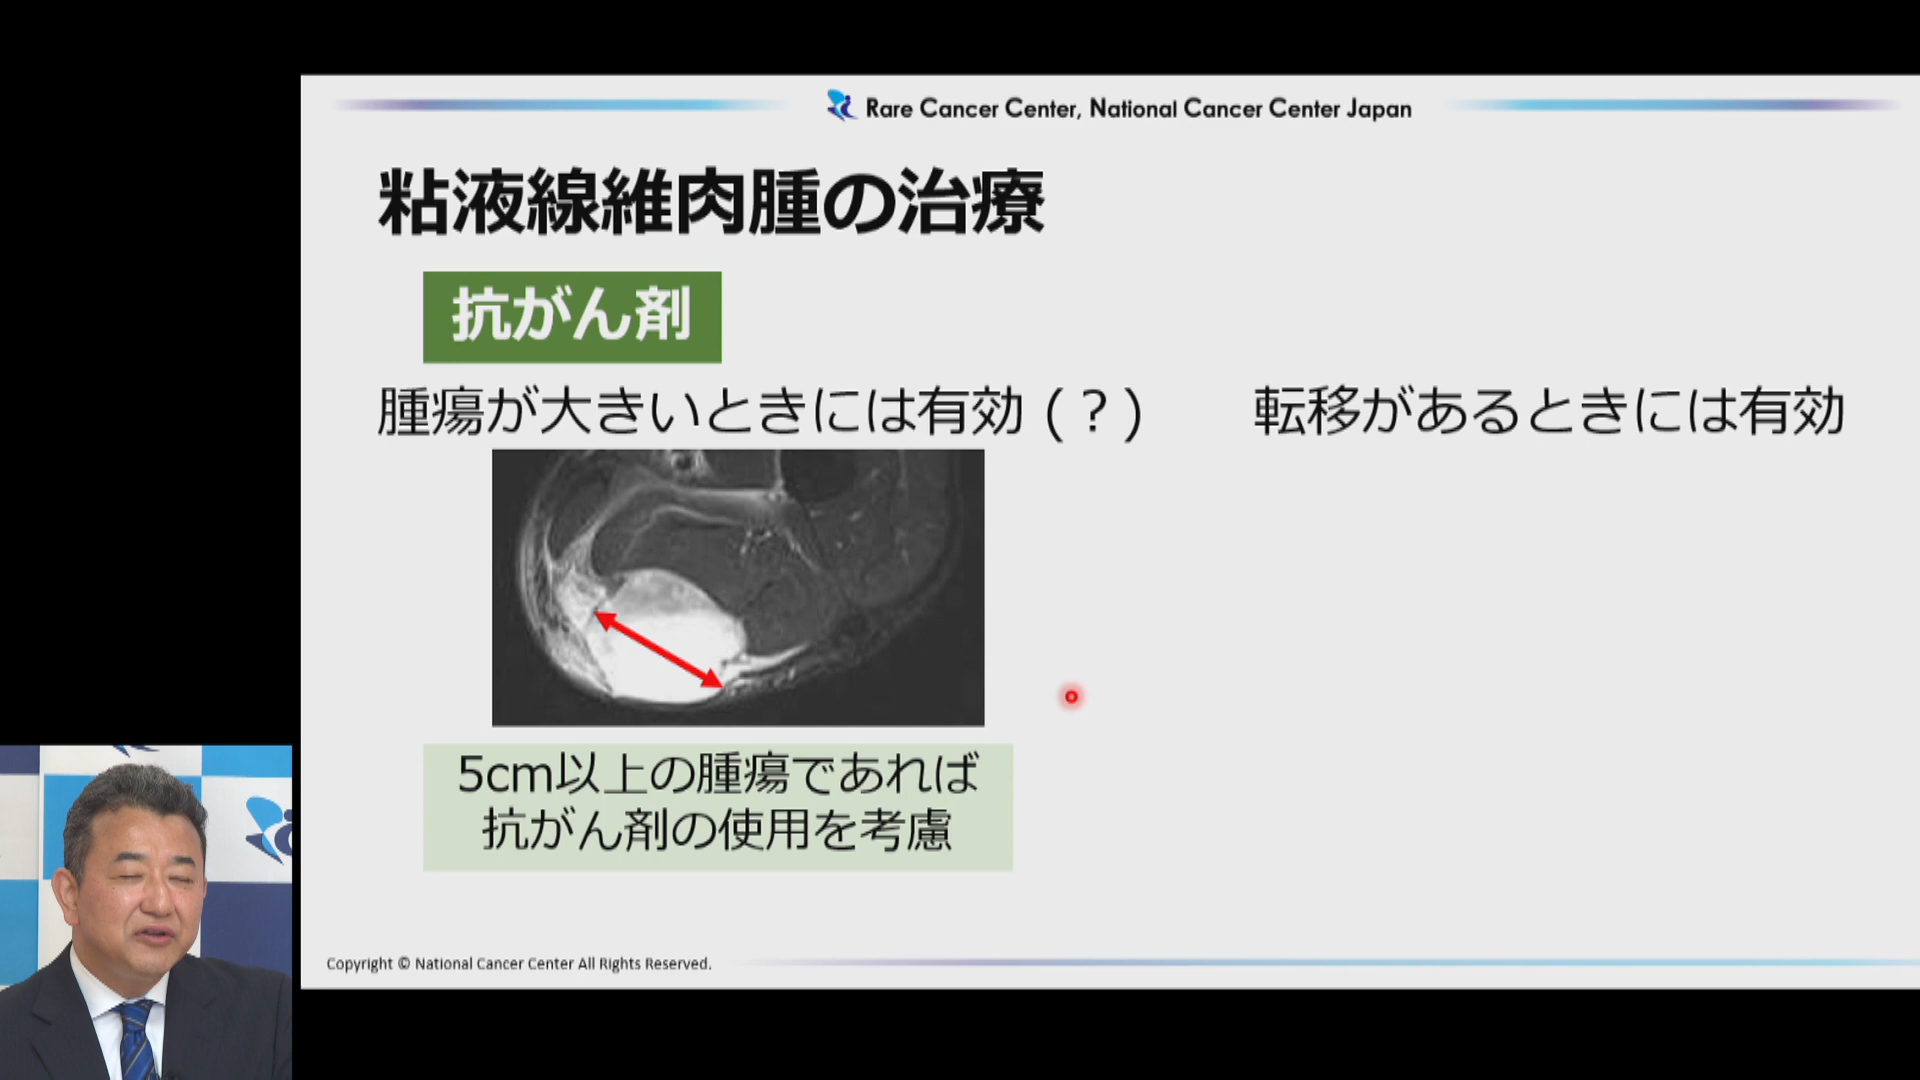 Rare Cancer Center, National Cancer Center Japan
粘液線維肉腫の治療
抗がん剤
腫瘍が大きいときには有効（？）
転移があるときには有効
5cm以上の腫瘍であれば
抗がん剤の使用を考慮
Copyright © National Cancer Center All Rights Reserved.